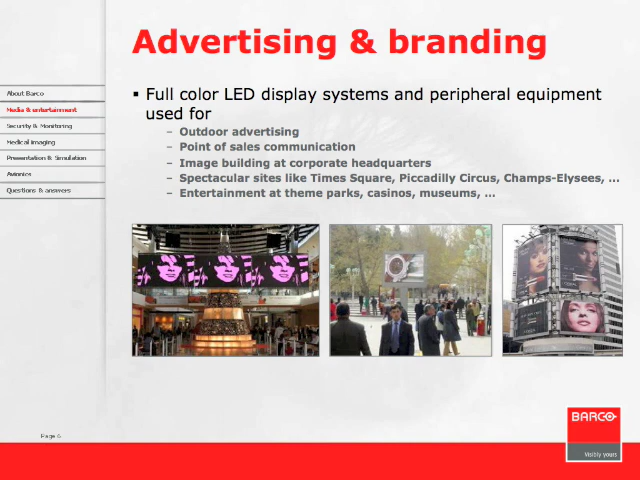 Advertising & branding
About Barco
Media & entertainment
Security & Monitoring
Medical Imaging
Presentation & Simulation
Avionics
Questions & answers
▪ Full color LED display systems and peripheral equipment
used for
– Outdoor advertising
– Point of sales communication
– Image building at corporate headquarters
– Spectacular sites like Times Square, Piccadilly Circus, Champs-Elysees, ...
– Entertainment at theme parks, casinos, museums, ...
Page 6
BARCO
Visibly yours